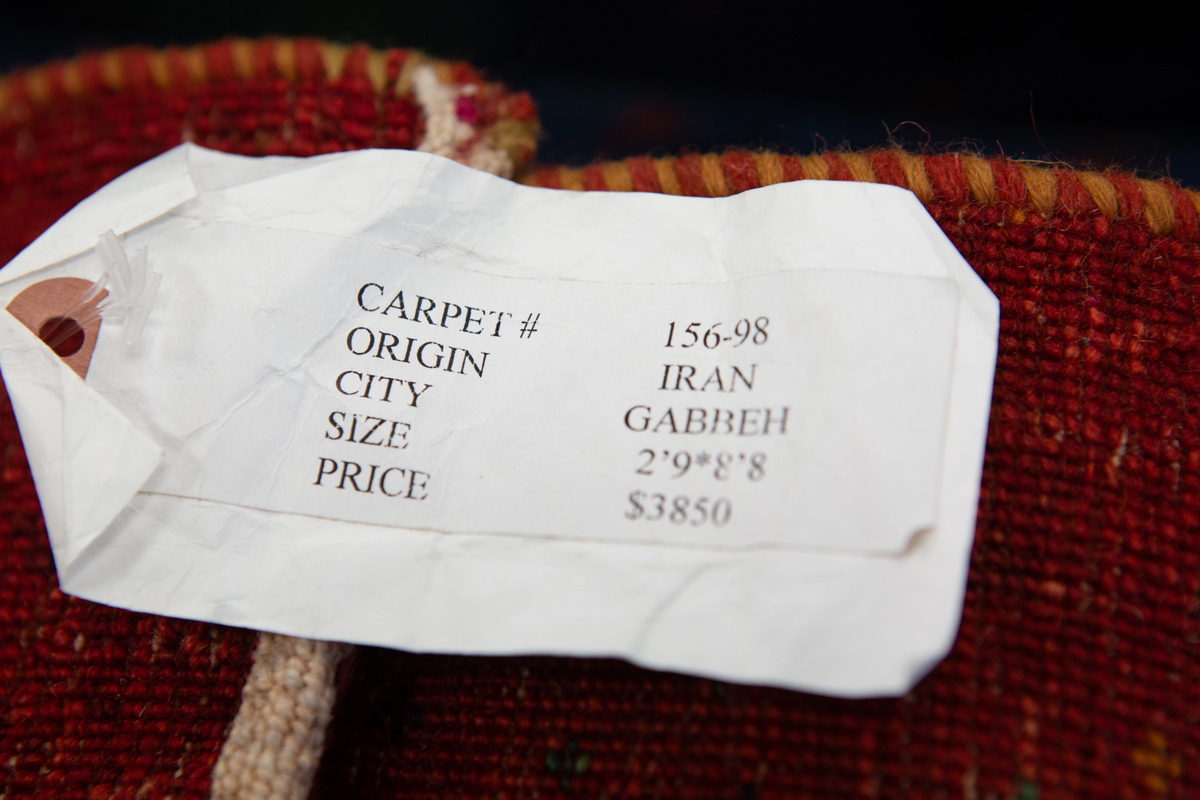 CARPET # 156-98
ORIGIN IRAN
CITY GABBEH
SIZE 2'9*8'8
PRICE $3850